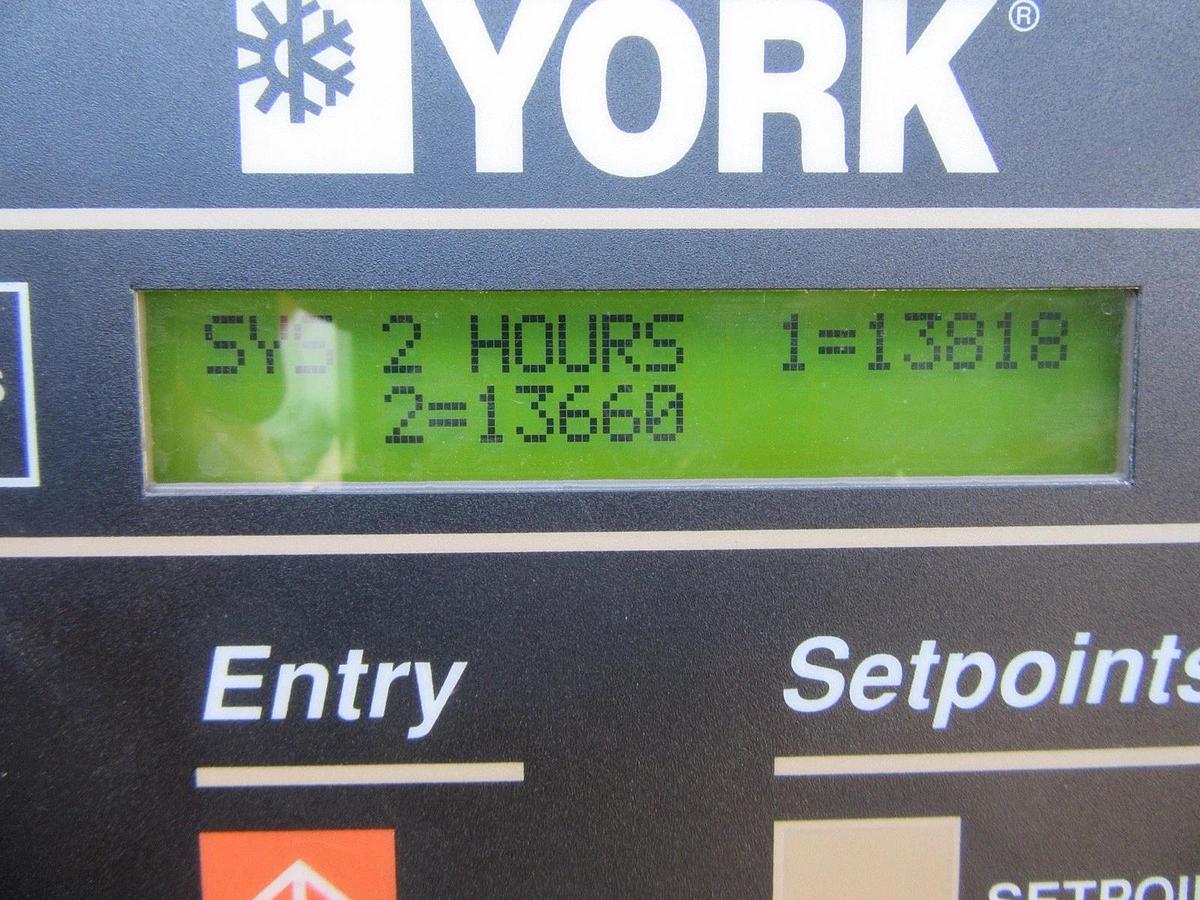 YORK®
SYS 2 HOURS 1=13818
2=13660
Entry
Setpoints